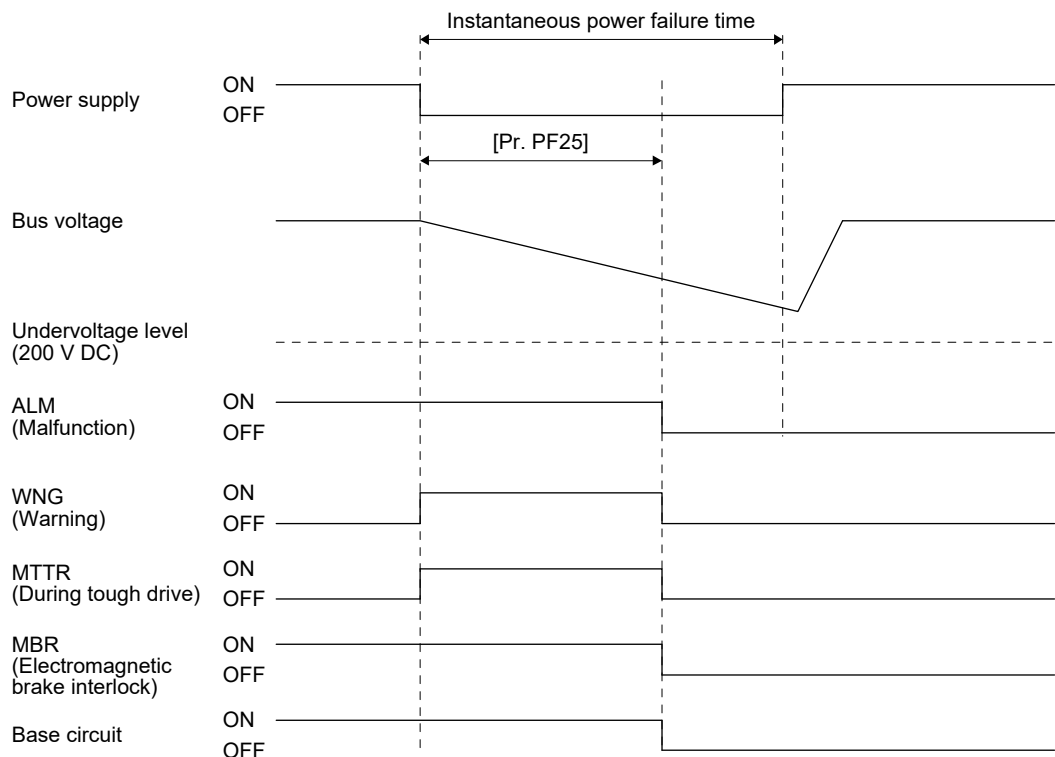 Instantaneous power failure time
Power supply
ON
OFF
[Pr. PF25]
Bus voltage
Undervoltage level
(200 V DC)
ALM
(Malfunction)
ON
OFF
WNG
(Warning)
ON
OFF
MTTR
(During tough drive)
ON
OFF
MBR
(Electromagnetic
brake interlock)
ON
OFF
Base circuit
ON
OFF